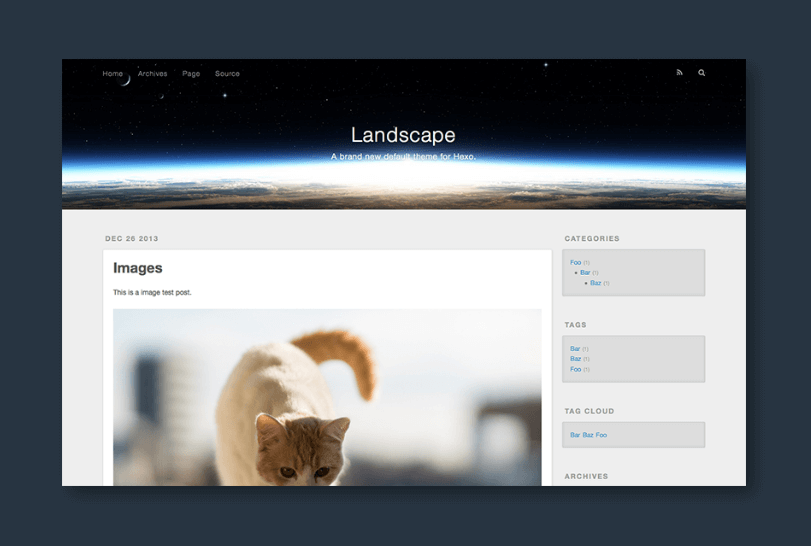 Home Archives Page Source
Landscape
A brand new default theme for Hexo.
DEC 26 2013
Images
This is a image test post.
CATEGORIES
Foo (1)
Bar (1)
Baz (1)
TAGS
Bar (1)
Baz (1)
Foo (1)
TAG CLOUD
Bar Baz Foo
ARCHIVES